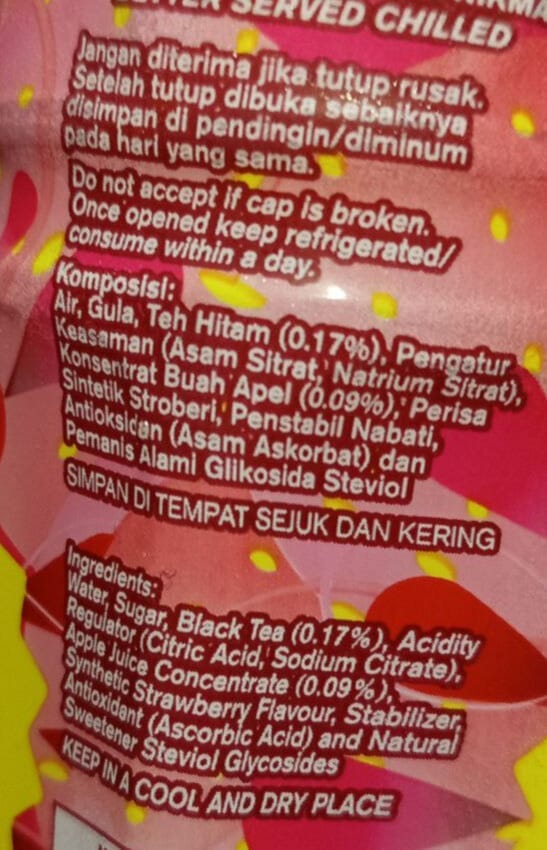 SERVED CHILLED
Jangan diterima jika tutup rusak.
Setelah tutup dibuka sebaiknya
disimpan di pendingin/diminum
pada hari yang sama.
Do not accept if cap is broken.
Once opened keep refrigerated/
consume within a day.
Komposisi:
Air, Gula, Teh Hitam (0.17%), Pengatur
Keasaman (Asam Sitrat, Natrium Sitrat),
Konsentrat Buah Apel (0.09%), Perisa
Sintetik Stroberi, Penstabil Nabati,
Antioksidan (Asam Askorbat) dan
Pemanis Alami Glikosida Steviol
SIMPAN DI TEMPAT SEJUK DAN KERING
Ingredients:
Water, Sugar, Black Tea (0.17%), Acidity
Regulator (Citric Acid, Sodium Citrate),
Apple Juice Concentrate (0.09%),
Synthetic Strawberry Flavour, Stabilizer,
Antioxidant (Ascorbic Acid) and Natural
Sweetener Steviol Glycosides
KEEP IN A COOL AND DRY PLACE